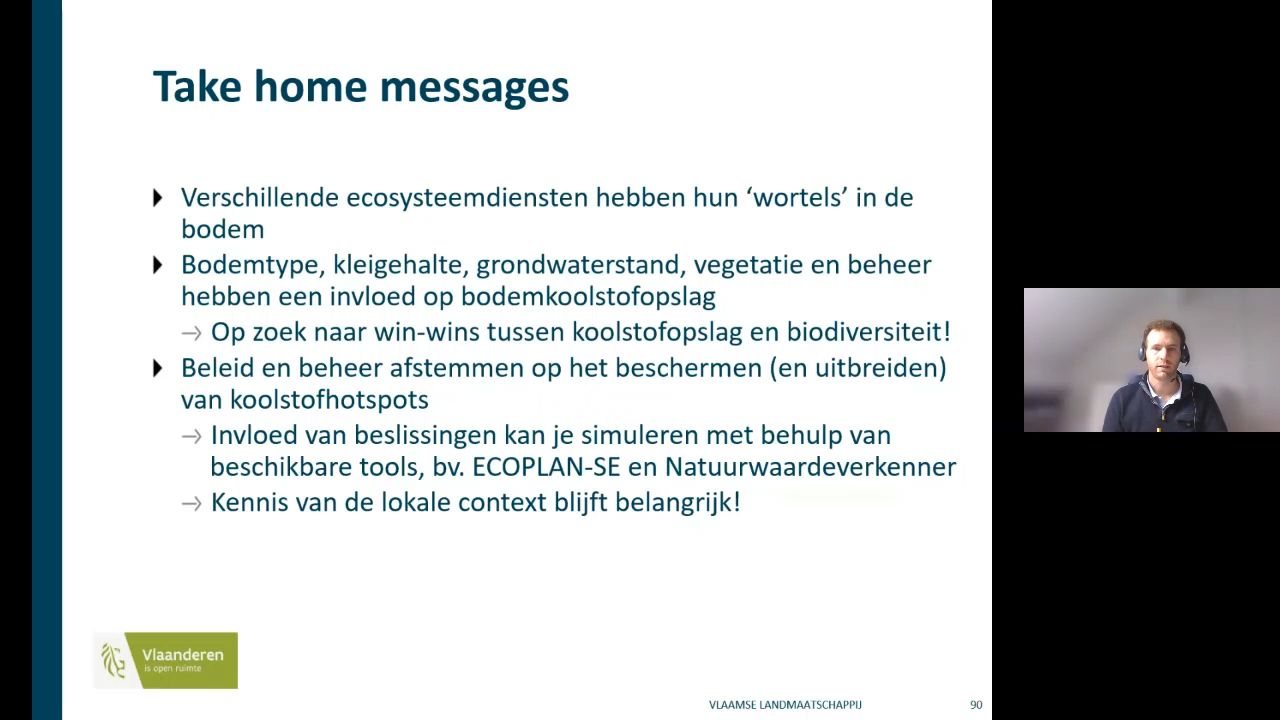 Take home messages
Verschillende ecosysteemdiensten hebben hun ‘wortels’ in de
bodem
Bodemtype, kleigehalte, grondwaterstand, vegetatie en beheer
hebben een invloed op bodemkoolstofopslag
→ Op zoek naar win-wins tussen koolstofopslag en biodiversiteit!
Beleid en beheer afstemmen op het beschermen (en uitbreiden)
van koolstofhotspots
→ Invloed van beslissingen kan je simuleren met behulp van
beschikbare tools, bv. ECOPLAN-SE en Natuurwaardeverkenner
→ Kennis van de lokale context blijft belangrijk!
Vlaanderen
is open ruimte
VLAAMSE LANDMAATSCHAPPIJ
90